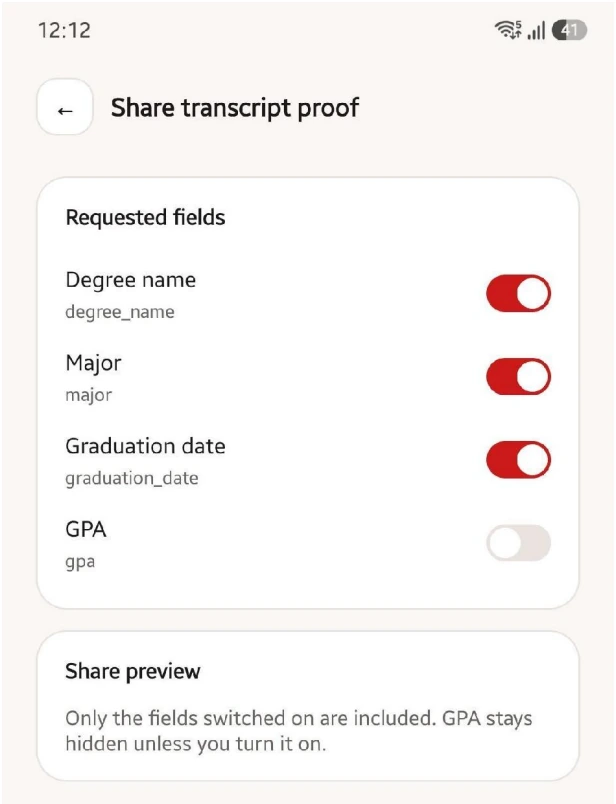 12:12
5
41
← Share transcript proof
Requested fields
Degree name
degree_name
Major
major
Graduation date
graduation_date
GPA
gpa
Share preview
Only the fields switched on are included. GPA stays
hidden unless you turn it on.